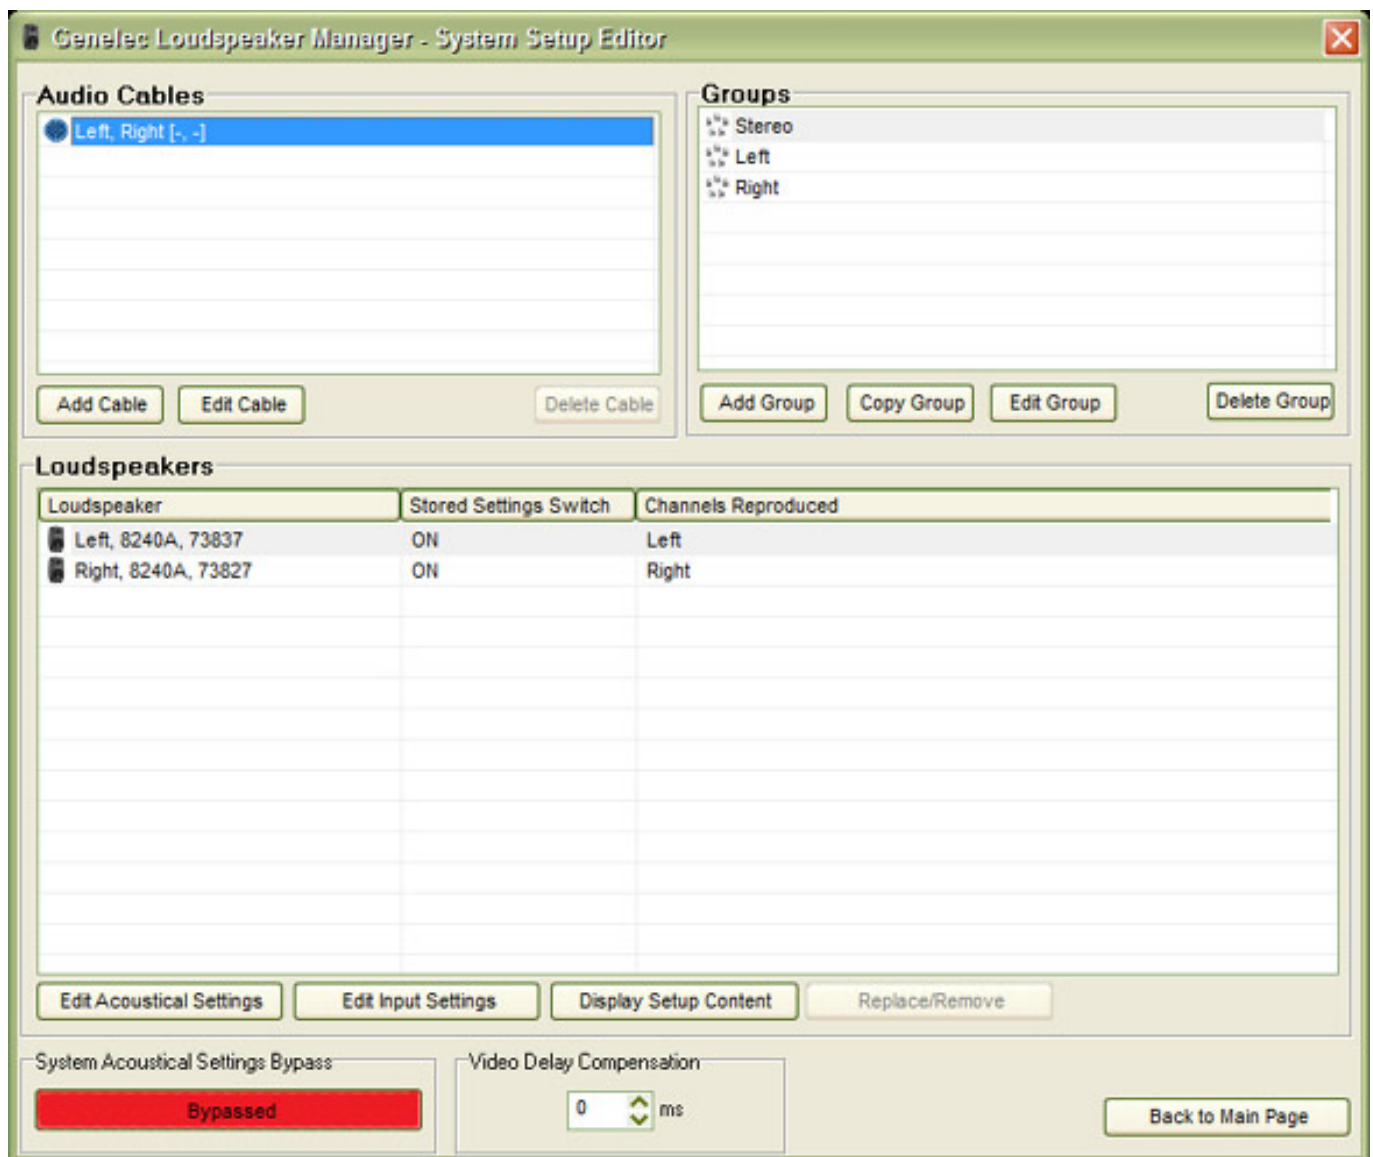 Genelec Loudspeaker Manager - System Setup Editor
Audio Cables
Left, Right [-, -]
Add Cable Edit Cable Delete Cable
Groups
Stereo
Left
Right
Add Group Copy Group Edit Group Delete Group
Loudspeakers
Loudspeaker Stored Settings Switch Channels Reproduced
Left, 8240A, 73837 ON Left
Right, 8240A, 73827 ON Right
Edit Acoustical Settings Edit Input Settings Display Setup Content Replace/Remove
System Acoustical Settings Bypass
Bypassed
Video Delay Compensation
0 ms
Back to Main Page